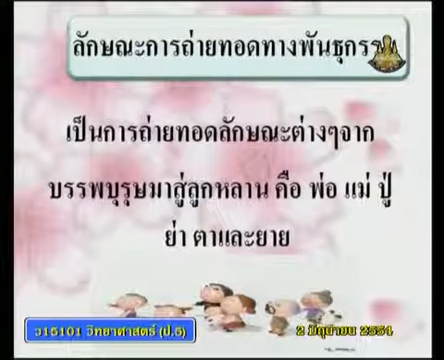 ลักษณะการถ่ายทอดทางพันธุกรรม
เป็นการถ่ายทอดลักษณะต่างๆจาก
บรรพบุรุษมาสู่ลูกหลาน คือ พ่อ แม่ ปู่
ย่า ตาและยาย
ว15101 วิทยาศาสตร์ (ป.5)
2 มิถุนายน 2554